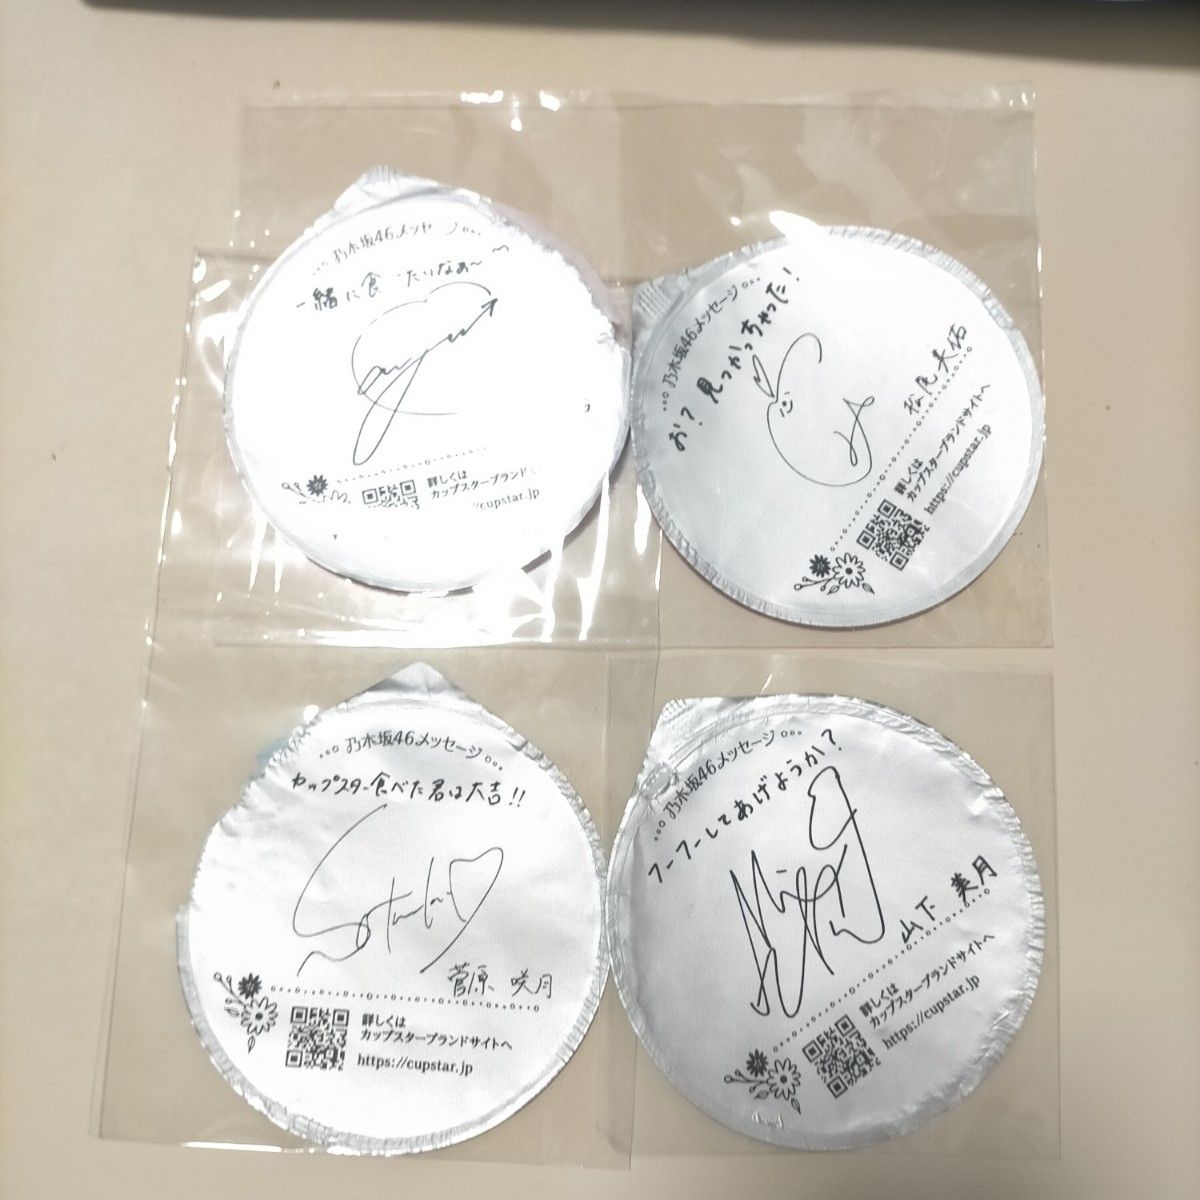 乃木坂46メッセージ
一緒に食 たいなぁ〜
詳しくは
カップスターブランド
//cupstar.jp
乃木坂46メッセージ
お？見つかっちゃった！
松尾美佑
詳しくは
カップスターブランドサイトへ
https://cupstar.jp
乃木坂46メッセージ
カップスター食べた君は大吉!!
菅原 咲月
詳しくは
カップスターブランドサイトへ
https://cupstar.jp
乃木坂46メッセージ
フーフーしてあげようか？
山下 美月
詳しくは
カップスターブランドサイトへ
https://cupstar.jp